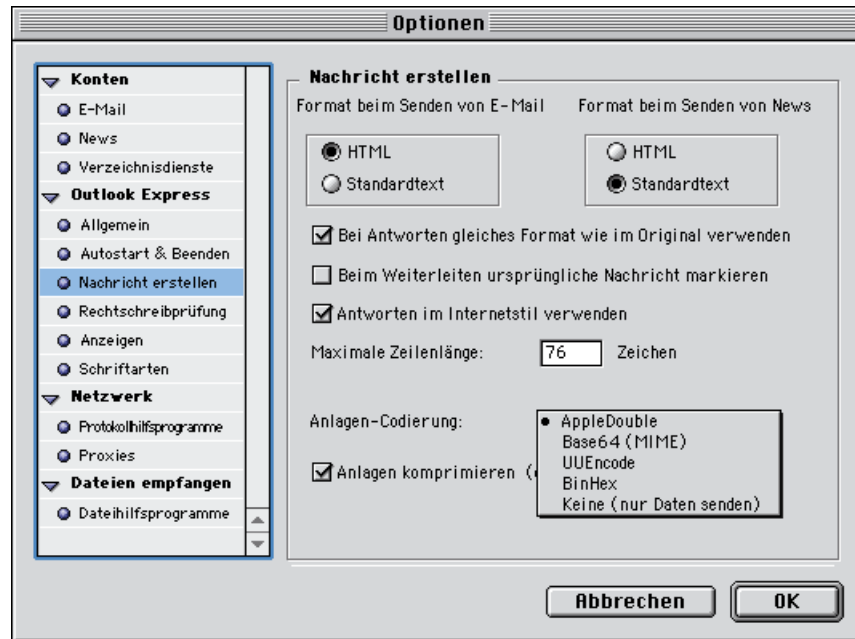 Optionen
Konten
E-Mail
News
Verzeichnisdienste
Outlook Express
Allgemein
Autostart & Beenden
Nachricht erstellen
Rechtschreibprüfung
Anzeigen
Schriftarten
Netzwerk
Protokollhilfsprogramme
Proxies
Dateien empfangen
Dateihilfsprogramme
Nachricht erstellen
Format beim Senden von E-Mail
Format beim Senden von News
HTML
Standardtext
HTML
Standardtext
Bei Antworten gleiches Format wie im Original verwenden
Beim Weiterleiten ursprüngliche Nachricht markieren
Antworten im Internetstil verwenden
Maximale Zeilenlänge: 76 Zeichen
Anlagen-Codierung:
AppleDouble
Base64 (MIME)
UUEncode
BinHex
Keine (nur Daten senden)
Anlagen komprimieren (
Abbrechen
OK